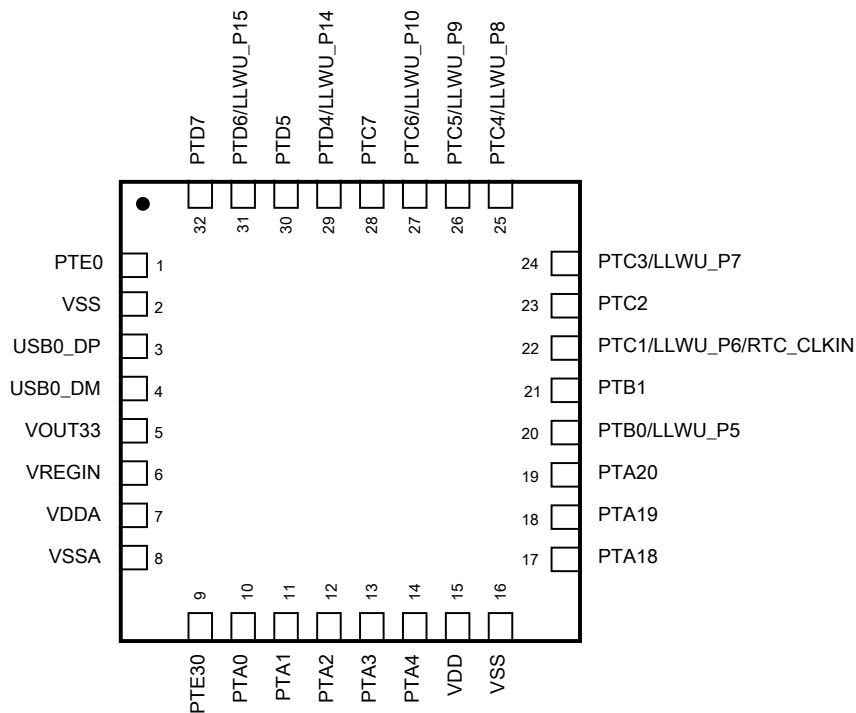 PTD7
PTD6/LLWU_P15
PTD5
PTD4/LLWU_P14
PTC7
PTC6/LLWU_P10
PTC5/LLWU_P9
PTC4/LLWU_P8
32
31
30
29
28
27
26
25
PTE0 1
VSS 2
USB0_DP 3
USB0_DM 4
VOUT33 5
VREGIN 6
VDDA 7
VSSA 8
24 PTC3/LLWU_P7
23 PTC2
22 PTC1/LLWU_P6/RTC_CLKIN
21 PTB1
20 PTB0/LLWU_P5
19 PTA20
18 PTA19
17 PTA18
9
10
11
12
13
14
15
16
PTE30
PTA0
PTA1
PTA2
PTA3
PTA4
VDD
VSS